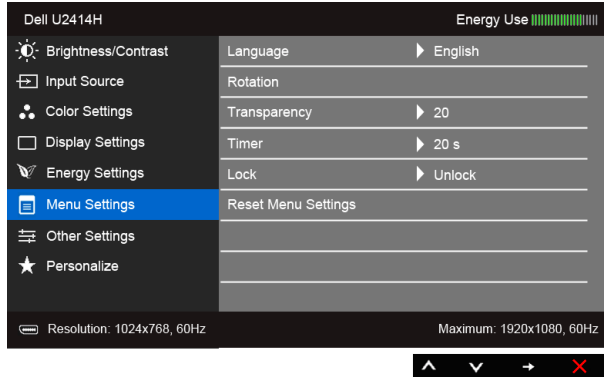 Dell U2414H Energy Use
Brightness/Contrast Language English
Input Source Rotation
Color Settings Transparency 20
Display Settings Timer 20 s
Energy Settings Lock Unlock
Menu Settings Reset Menu Settings
Other Settings
Personalize
Resolution: 1024x768, 60Hz Maximum: 1920x1080, 60Hz